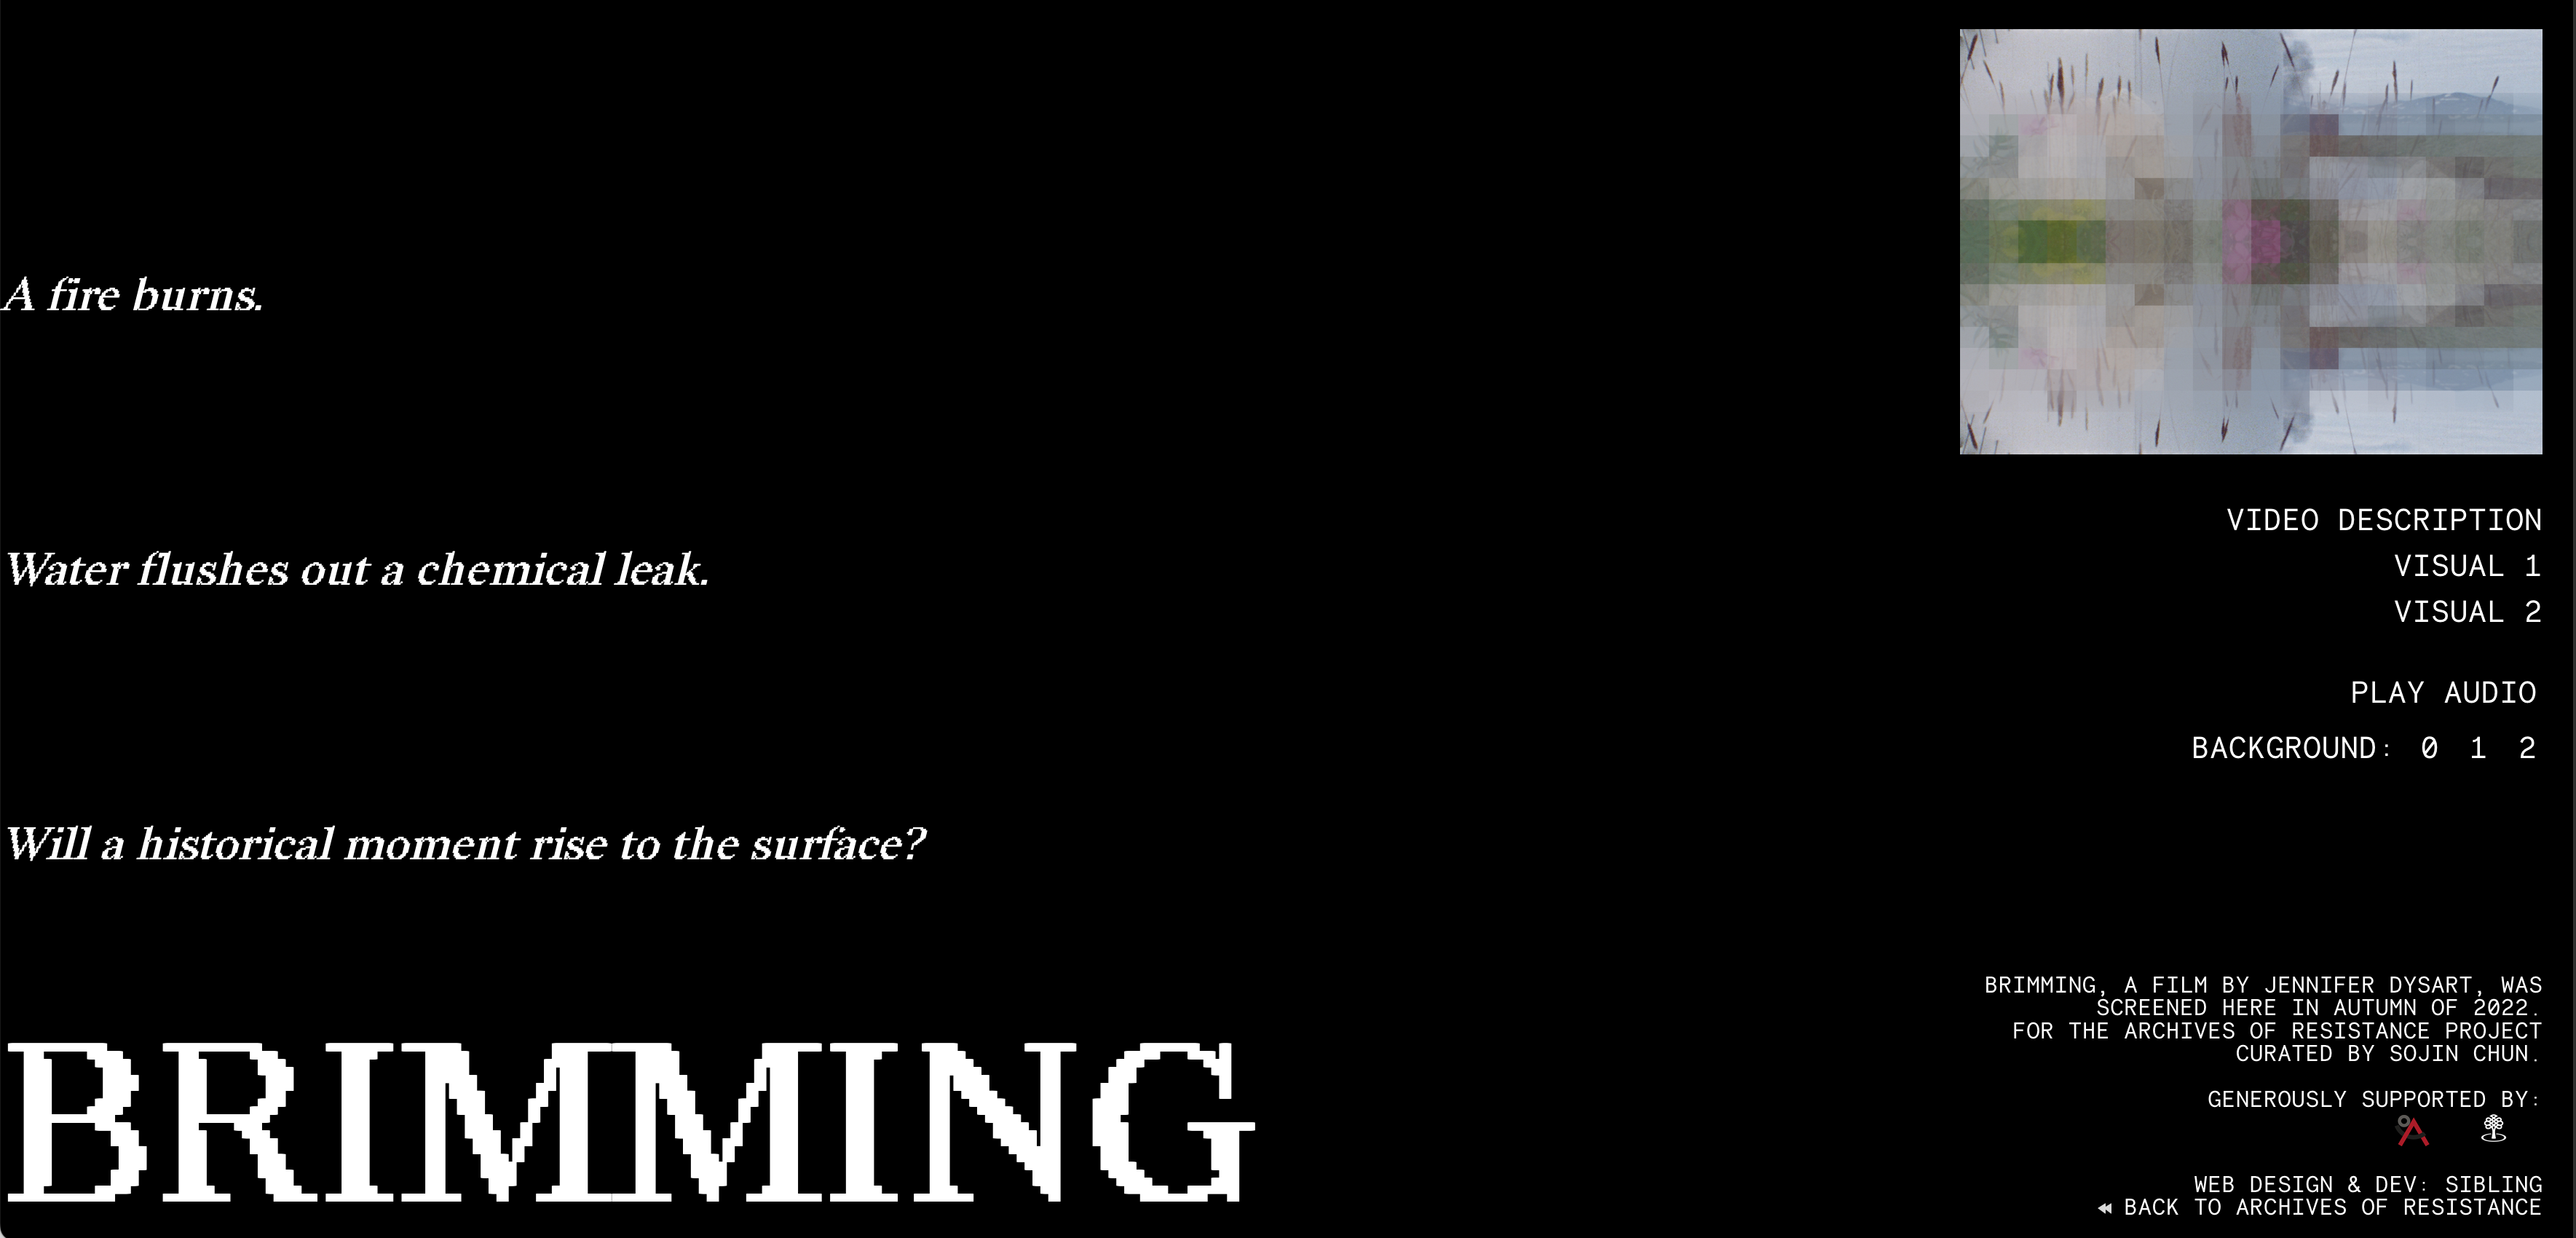 A fire burns.
Water flushes out a chemical leak.
Will a historical moment rise to the surface?
BRIMMING
VIDEO DESCRIPTION
VISUAL 1
VISUAL 2
PLAY AUDIO
BACKGROUND: 0 1 2
BRIMMING, A FILM BY JENNIFER DYSART, WAS
SCREENED HERE IN AUTUMN OF 2022.
FOR THE ARCHIVES OF RESISTANCE PROJECT
CURATED BY SOJIN CHUN.
GENEROUSLY SUPPORTED BY:
WEB DESIGN & DEV: SIBLING
BACK TO ARCHIVES OF RESISTANCE